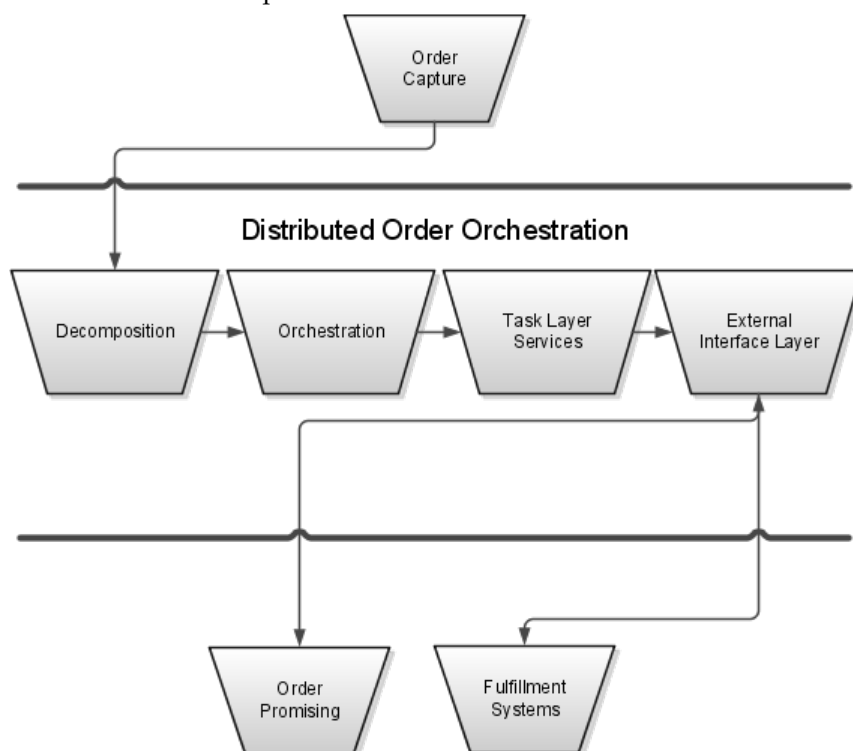 Order
Capture
Distributed Order Orchestration
Decomposition
Orchestration
Task Layer
Services
External
Interface Layer
Order
Promising
Fulfillment
Systems